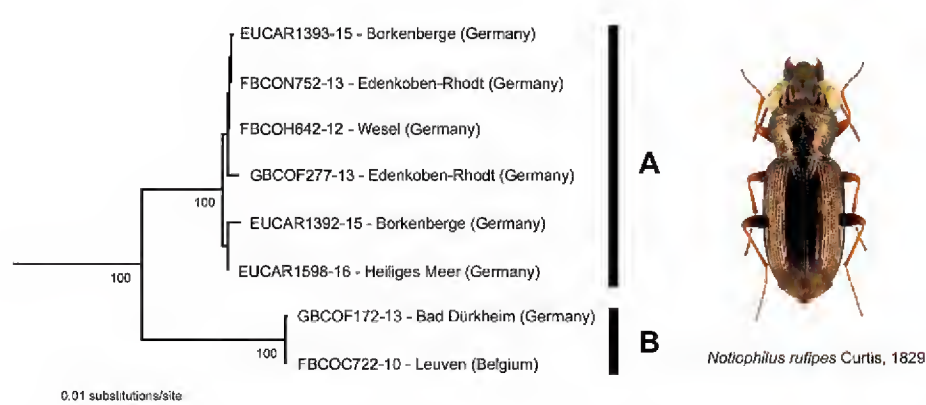 EUCAR1393-15 - Borkenberge (Germany)
FBCON752-13 - Edenkoben-Rhodt (Germany)
FBCOH642-12 - Wesel (Germany)
A
GBCOF277-13 - Edenkoben-Rhodt (Germany)
100
EUCAR1392-15 - Borkenberge (Germany)
EUCAR1598-16 - Heiliges Meer (Germany)
100
GBCOF172-13 - Bad Dürkheim (Germany)
B
100
FBCOC722-10 - Leuven (Belgium)
Notiophilus rufipes Curtis, 1829
0.01 substitutions/site